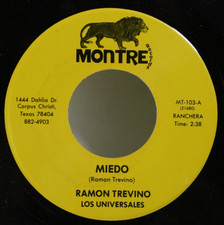 MONTRE
1444 Dahlia Dr.
Corpus Christi,
Texas 78404
882-4903
MT-103-A
RANCHERA
Time: 2:38
MIEDO
(Ramon Trevino)
RAMON TREVINO
LOS UNIVERSALES